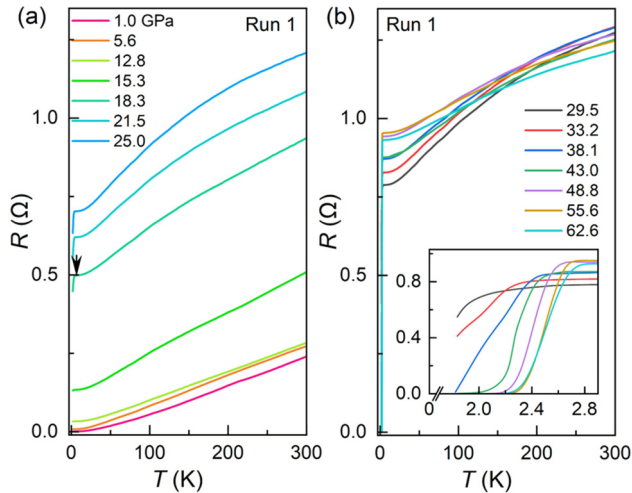 (a)
Run 1
1.0 GPa
5.6
12.8
15.3
18.3
21.5
25.0
1.0
0.5
0.0
R (Ω)
0 100 200 300
T (K)
(b)
Run 1
29.5
33.2
38.1
43.0
48.8
55.6
62.6
1.0
0.5
0.0
R (Ω)
0 100 200 300
T (K)
0.8
0.4
0.0
0 2.0 2.4 2.8